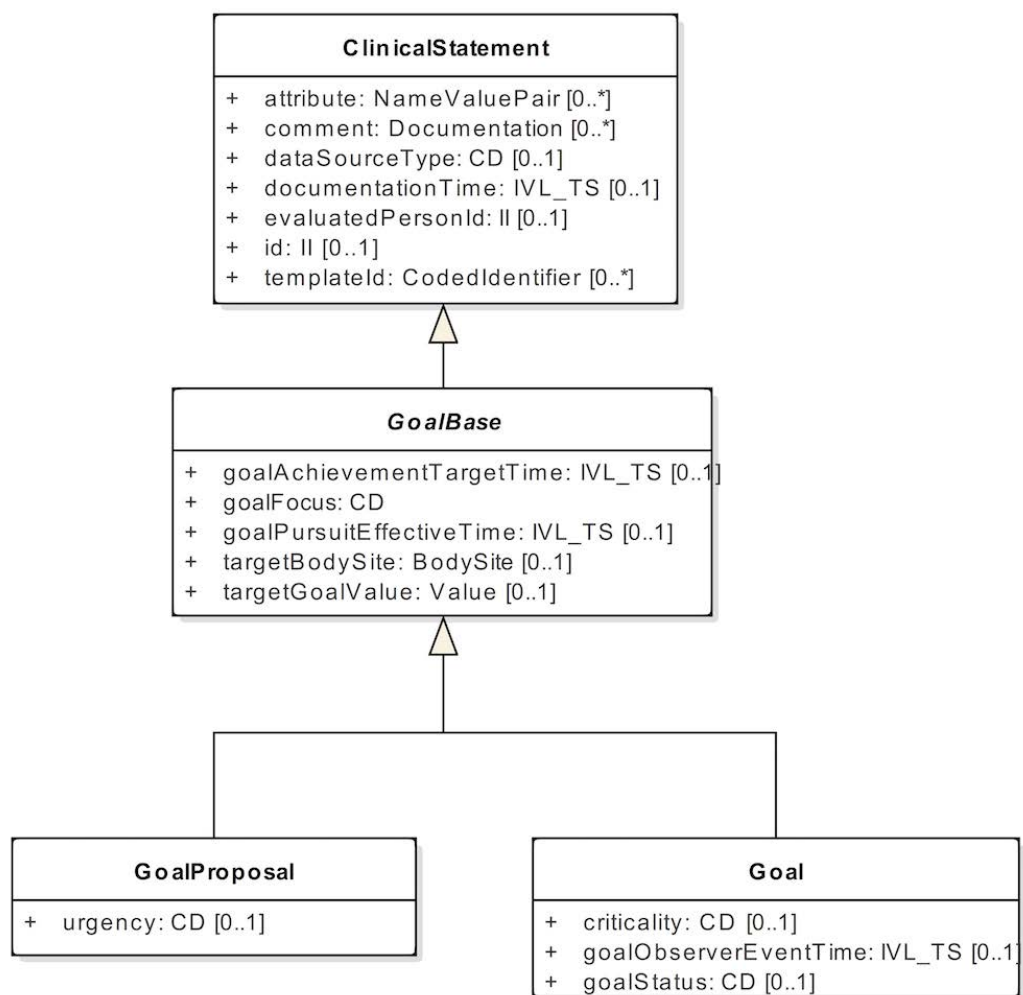 ClinicalStatement
+ attribute: NameValuePair [0..*]
+ comment: Documentation [0..*]
+ dataSourceType: CD [0..1]
+ documentationTime: IVL_TS [0..1]
+ evaluatedPersonId: II [0..1]
+ id: II [0..1]
+ templateId: CodedIdentifier [0..*]
GoalBase
+ goalAchievementTargetTime: IVL_TS [0..1]
+ goalFocus: CD
+ goalPursuitEffectiveTime: IVL_TS [0..1]
+ targetBodySite: BodySite [0..1]
+ targetGoalValue: Value [0..1]
GoalProposal
+ urgency: CD [0..1]
Goal
+ criticality: CD [0..1]
+ goalObserverEventTime: IVL_TS [0..1]
+ goalStatus: CD [0..1]